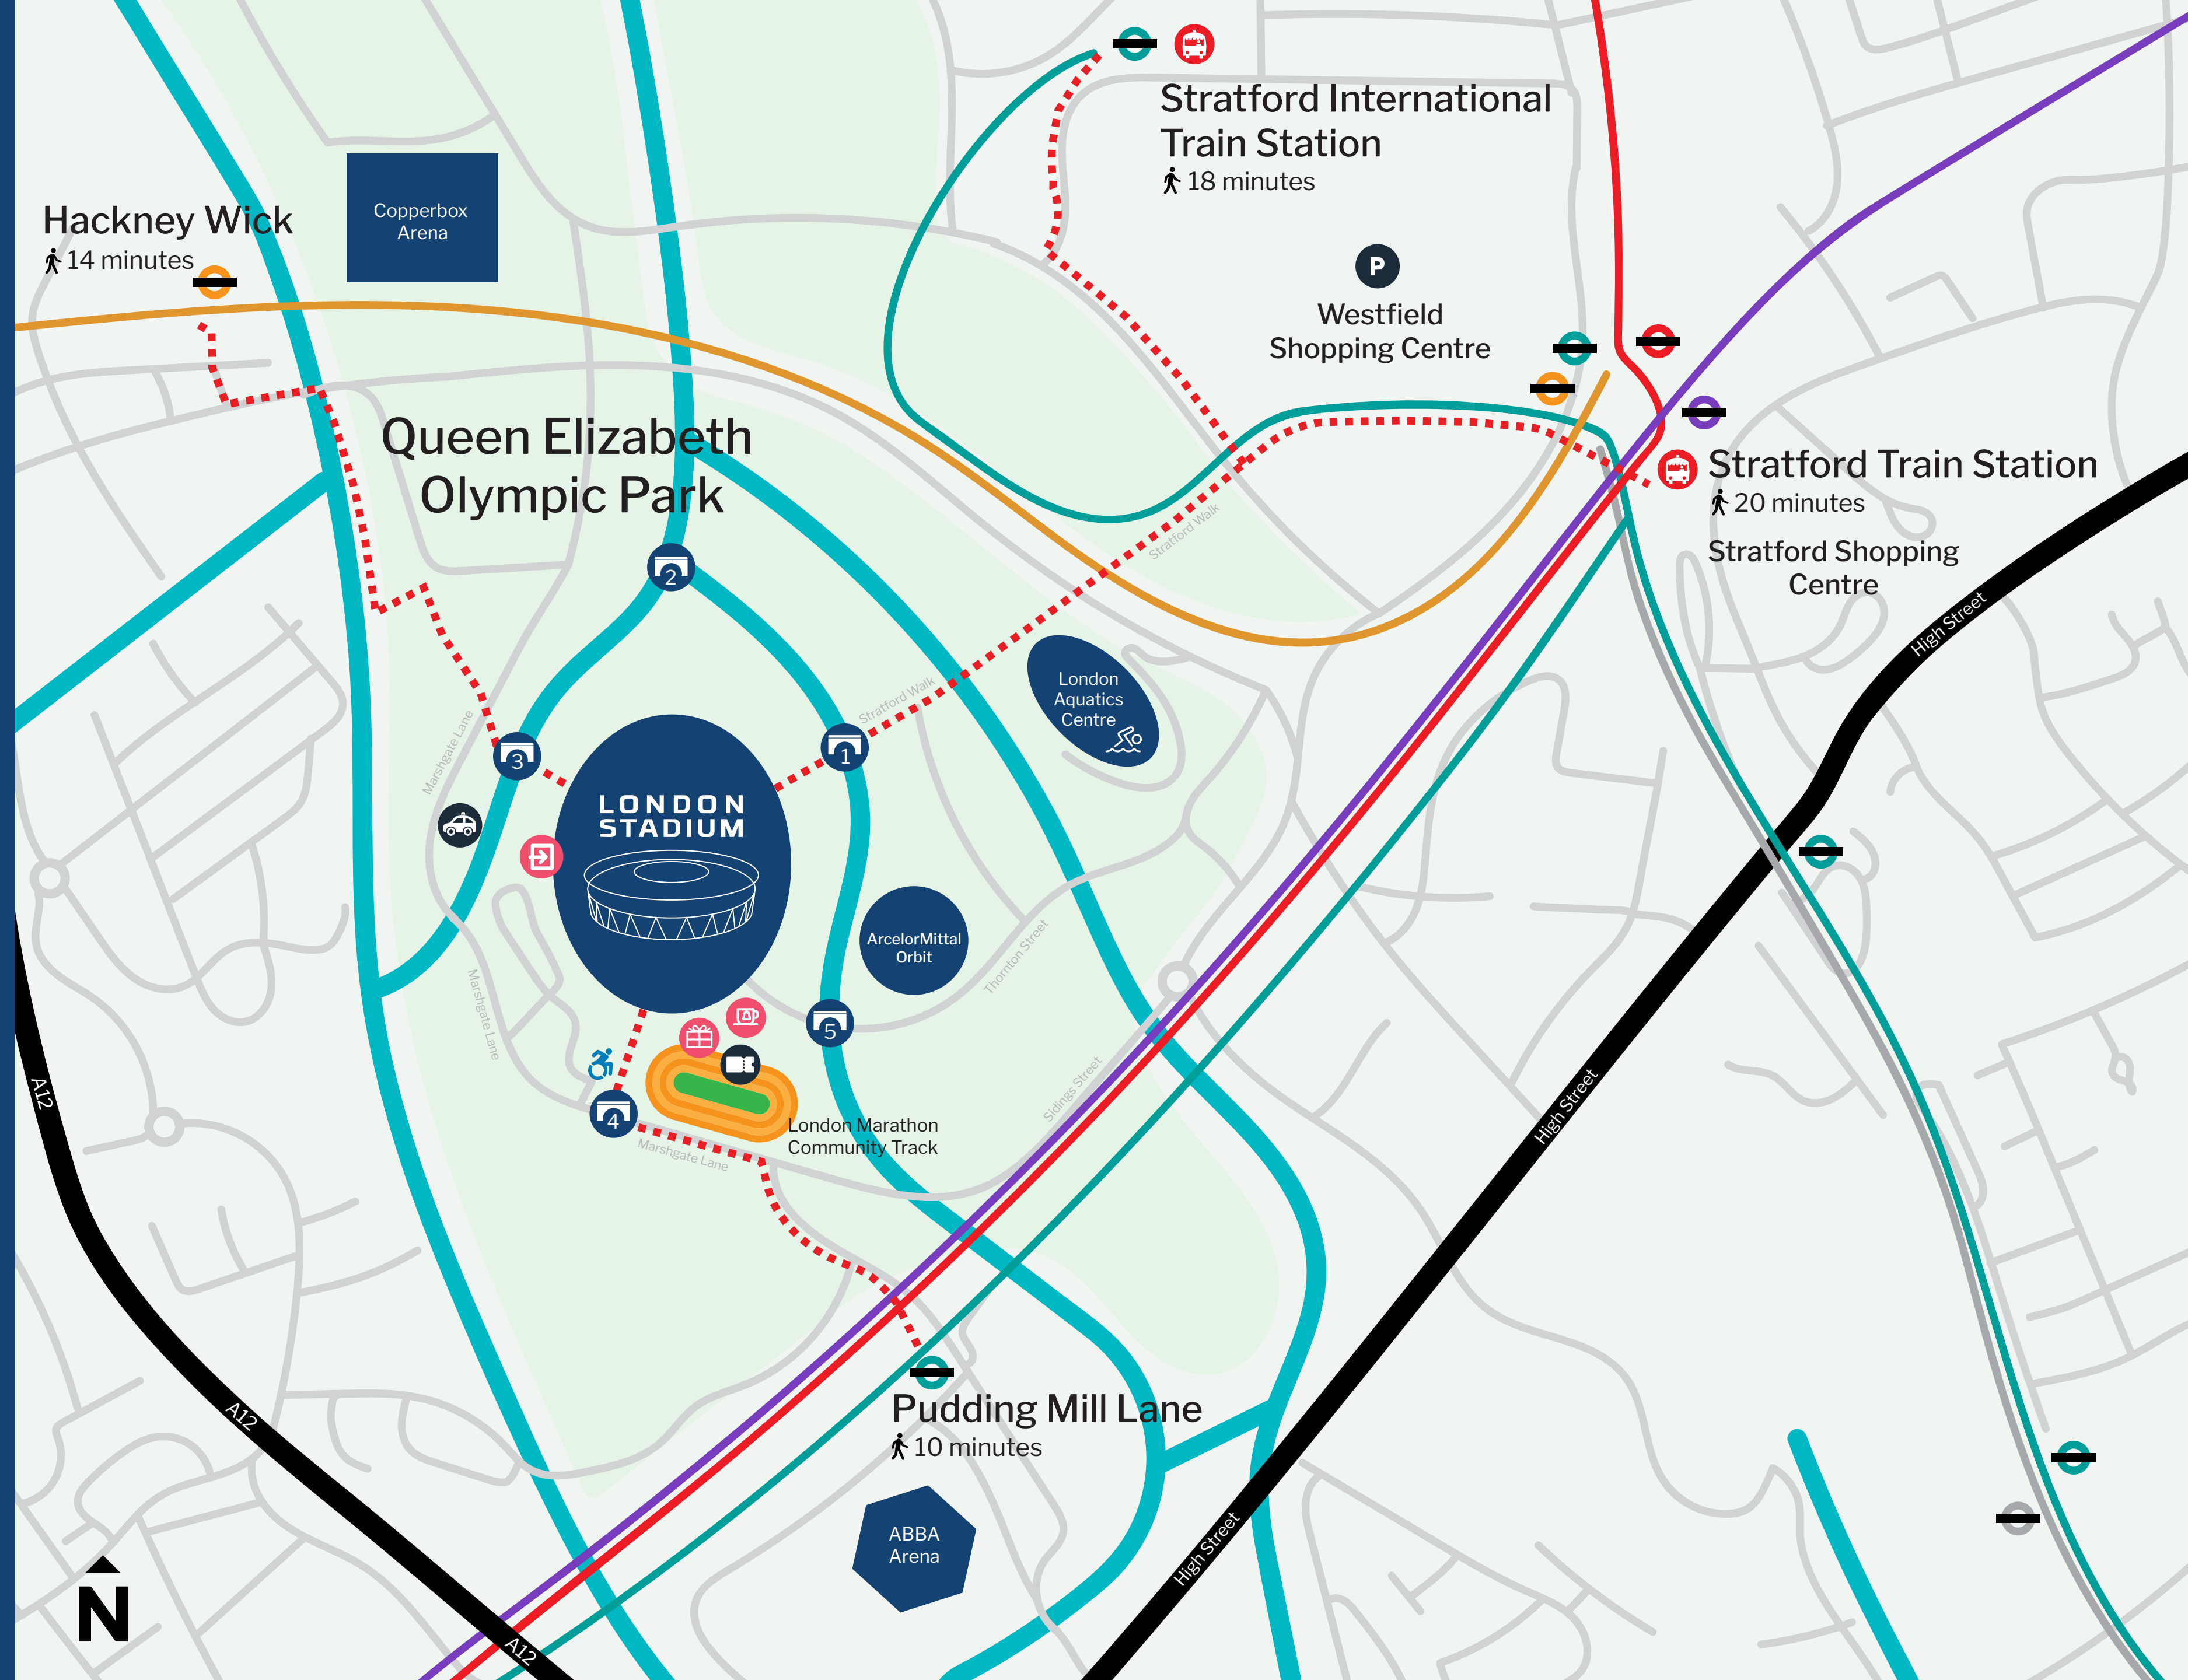 Stratford International
Train Station
18 minutes
Hackney Wick
14 minutes
Copperbox
Arena
P
Westfield
Shopping Centre
Queen Elizabeth
Olympic Park
Stratford Train Station
20 minutes
Stratford Shopping
Centre
Stratford Walk
High Street
2
London
Aquatics
Centre
Stratford Walk
Marshgate Lane
3
1
LONDON
STADIUM
ArcelorMittal
Orbit
Thornton Street
Marshgate Lane
5
4
London Marathon
Community Track
Marshgate Lane
Sidings Street
High Street
A12
Pudding Mill Lane
10 minutes
A12
ABBA
Arena
High Street
N
A12